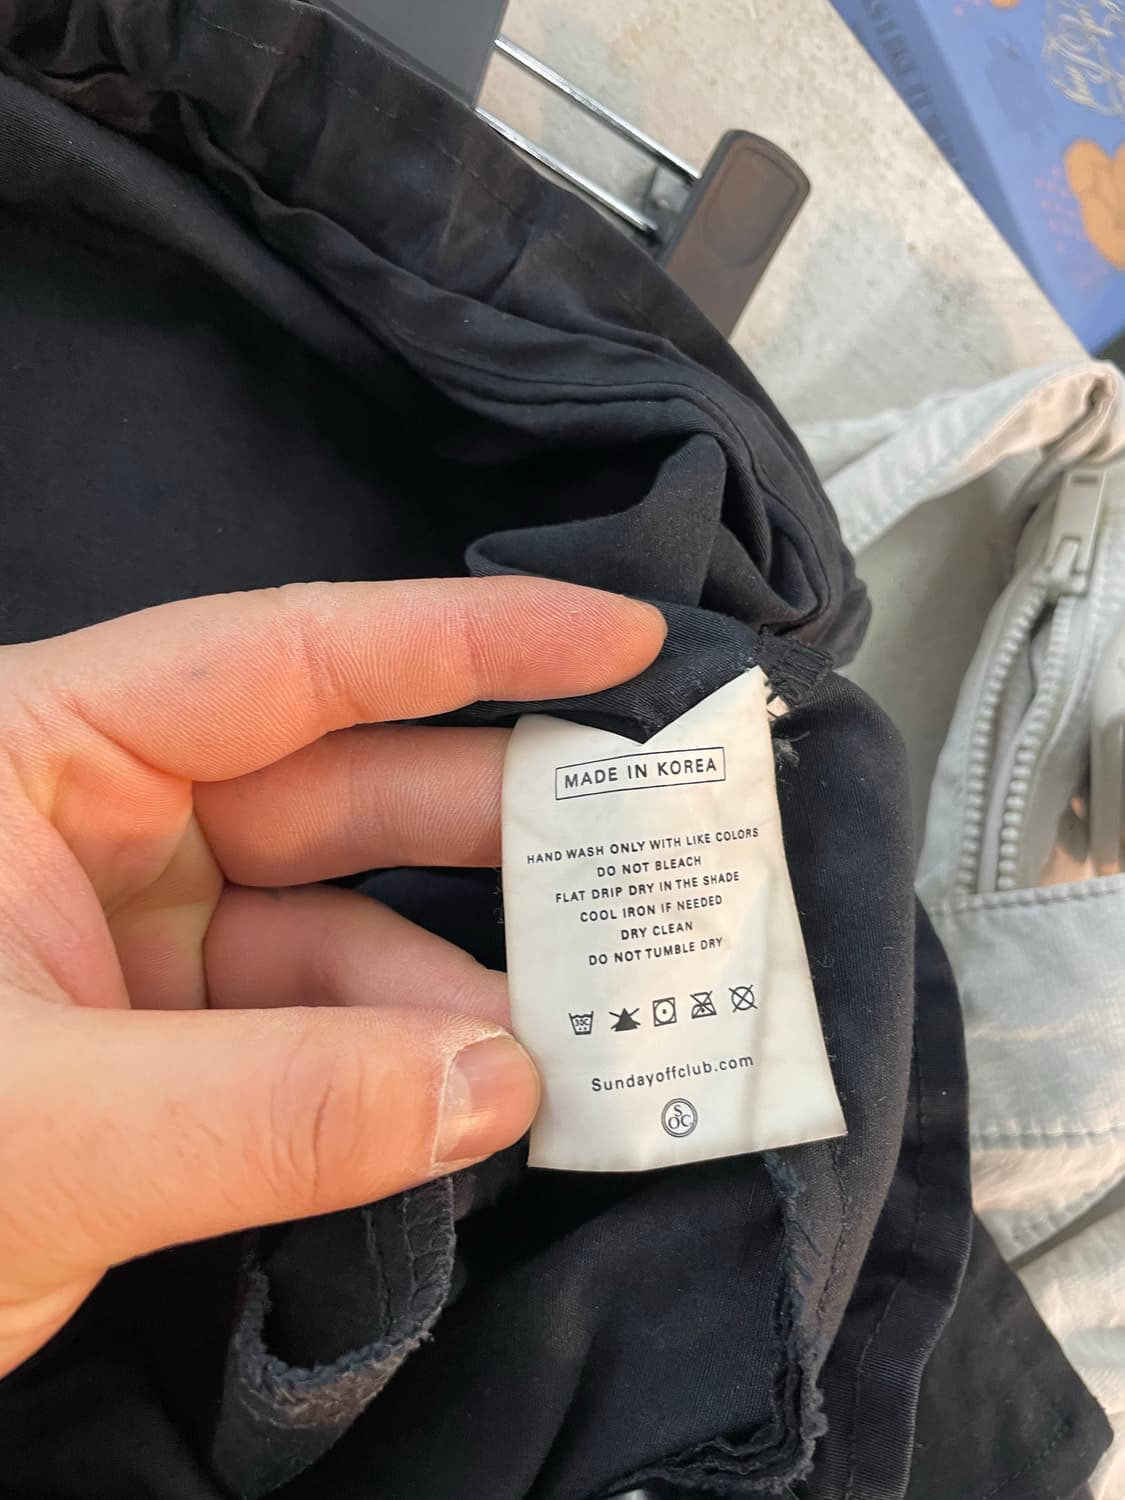 MADE IN KOREA
HAND WASH ONLY WITH LIKE COLORS
DO NOT BLEACH
FLAT DRIP DRY IN THE SHADE
COOL IRON IF NEEDED
DRY CLEAN
DO NOT TUMBLE DRY
30C
Sundayoffclub.com
SOC